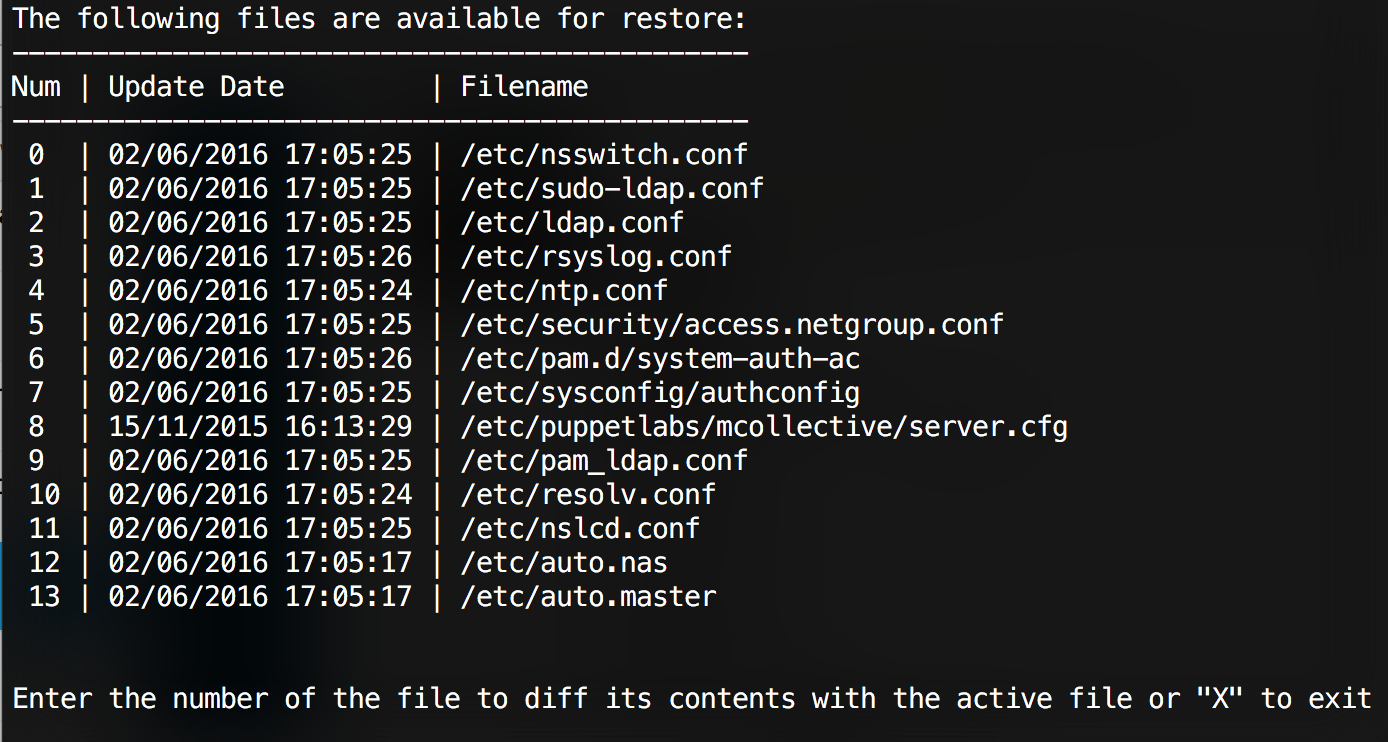 The following files are available for restore:
----------------------------------------------
Num | Update Date         | Filename
----------------------------------------------
 0  | 02/06/2016 17:05:25 | /etc/nsswitch.conf
 1  | 02/06/2016 17:05:25 | /etc/sudo-ldap.conf
 2  | 02/06/2016 17:05:25 | /etc/ldap.conf
 3  | 02/06/2016 17:05:26 | /etc/rsyslog.conf
 4  | 02/06/2016 17:05:24 | /etc/ntp.conf
 5  | 02/06/2016 17:05:25 | /etc/security/access.netgroup.conf
 6  | 02/06/2016 17:05:26 | /etc/pam.d/system-auth-ac
 7  | 02/06/2016 17:05:25 | /etc/sysconfig/authconfig
 8  | 15/11/2015 16:13:29 | /etc/puppetlabs/mcollective/server.cfg
 9  | 02/06/2016 17:05:25 | /etc/pam_ldap.conf
 10 | 02/06/2016 17:05:24 | /etc/resolv.conf
 11 | 02/06/2016 17:05:25 | /etc/nslcd.conf
 12 | 02/06/2016 17:05:17 | /etc/auto.nas
 13 | 02/06/2016 17:05:17 | /etc/auto.master
Enter the number of the file to diff its contents with the active file or "X" to exit